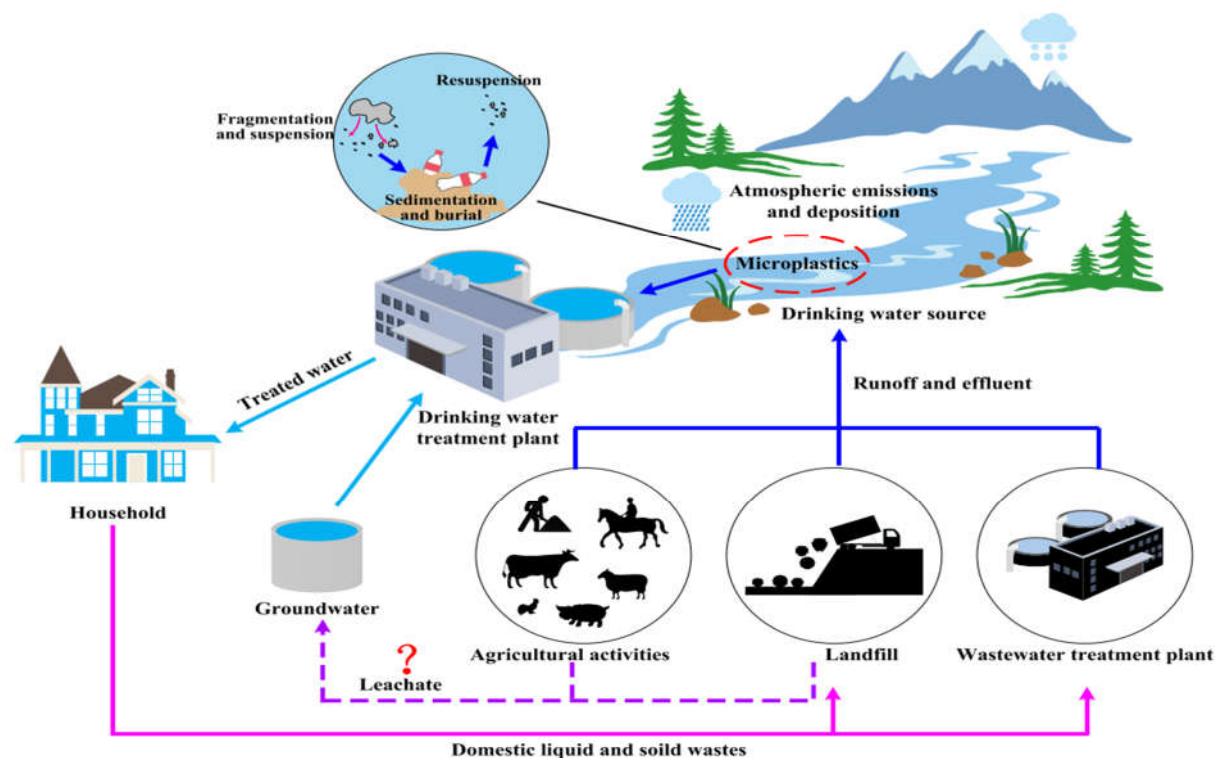 Resuspension
Fragmentation
and suspension
Sedimentation
and burial
Atmospheric emissions
and deposition
Microplastics
Drinking water source
Treated water
Drinking water
treatment plant
Runoff and effluent
Household
Groundwater
?
Leachate
Agricultural activities
Landfill
Wastewater treatment plant
Domestic liquid and soild wastes